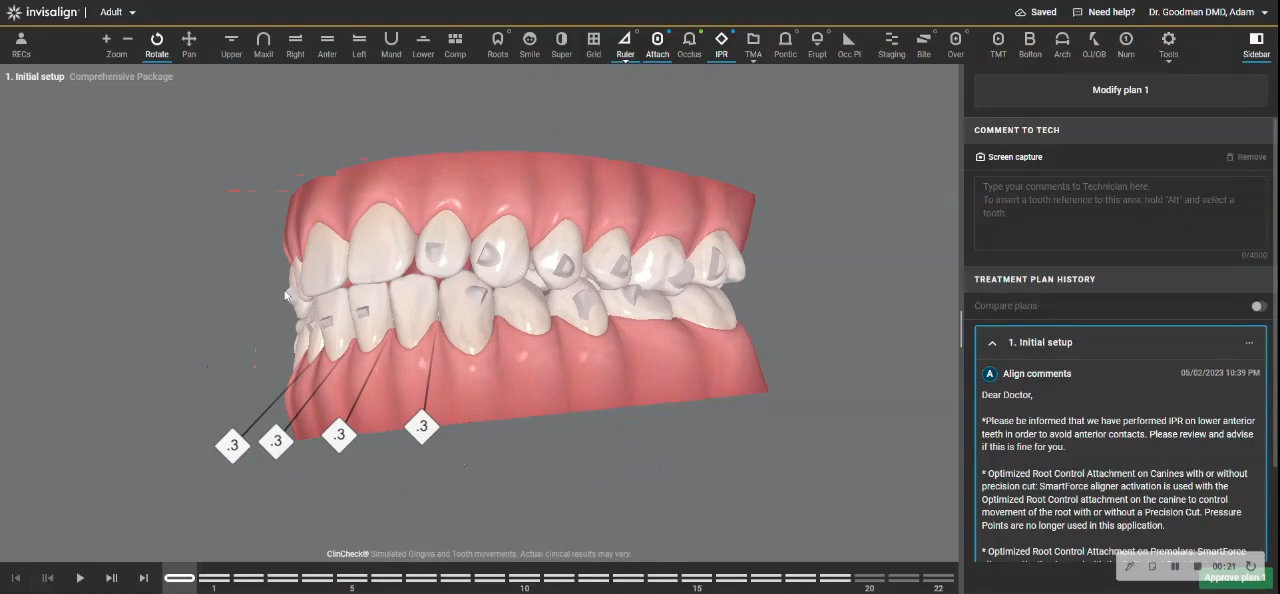 invisalign | Adult
Saved Need help? Dr. Goodman DMD, Adam
RECs Zoom Rotate Pan Upper Maxil Right Anter Left Mand Lower Comp Roots Smile Super Grid Ruler Attach Occlus IPR TMA Pontic Erupt Occ Pl Staging Bite Over TMT Bolton Arch OJ/OB Num Tools Sidebar
1. Initial setup Comprehensive Package
Modify plan 1
COMMENT TO TECH
Screen capture Remove
Type your comments to Technician here.
To insert a tooth reference to this area, hold "Alt" and select a
tooth.
0/4000
TREATMENT PLAN HISTORY
Compare plans
1. Initial setup ...
A Align comments 05/02/2023 10:39 PM
Dear Doctor,
*Please be informed that we have performed IPR on lower anterior
teeth in order to avoid anterior contacts. Please review and advise
if this is fine for you.
* Optimized Root Control Attachment on Canines with or without
precision cut: SmartForce aligner activation is used with the
Optimized Root Control attachment on the canine to control
movement of the root with or without a Precision Cut. Pressure
Points are no longer used in this application.
* Optimized Root Control Attachment on Premolars: SmartForce
00:21
Approve plan 1
.3 .3 .3 .3
ClinCheck® Simulated Gingiva and Tooth movements. Actual clinical results may vary.
1 5 10 15 20 22